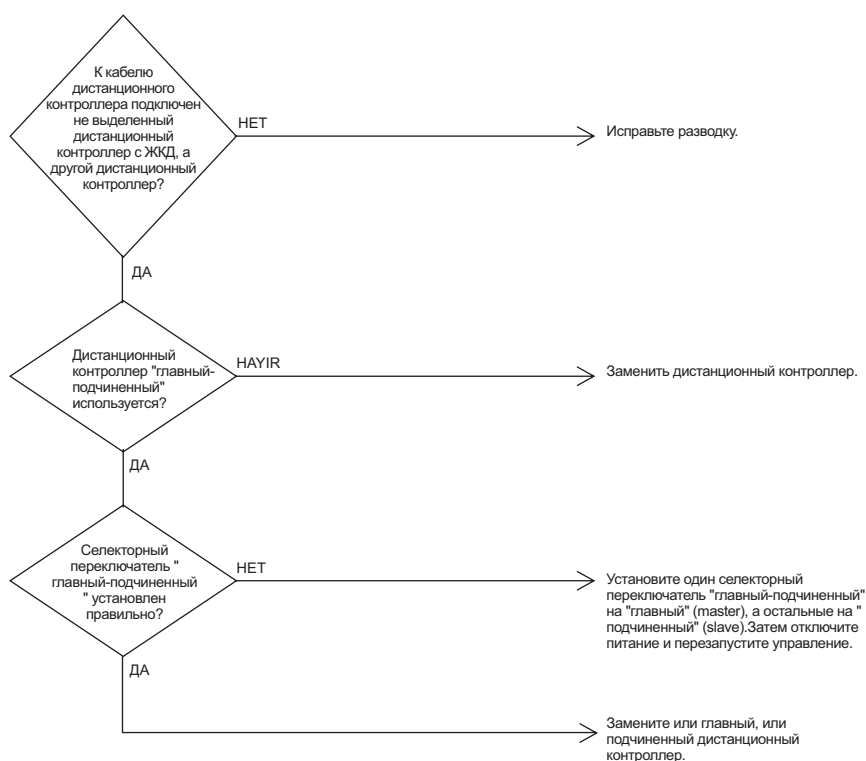 К кабелю
дистанционного
контроллера подключен
не выделенный
дистанционный
контроллер с ЖКД, а
другой дистанционный
контроллер?
НЕТ
Исправьте разводку.
ДА
Дистанционный
контроллер "главный-
подчиненный"
используется?
HAYIR
Заменить дистанционный контроллер.
ДА
Селекторный
переключатель "
главный-подчиненный
" установлен
правильно?
НЕТ
Установите один селекторный
переключатель "главный-подчиненный"
на "главный" (master), а остальные на "
подчиненный" (slave).Затем отключите
питание и перезапустите управление.
ДА
Замените или главный, или
подчиненный дистанционный
контроллер.